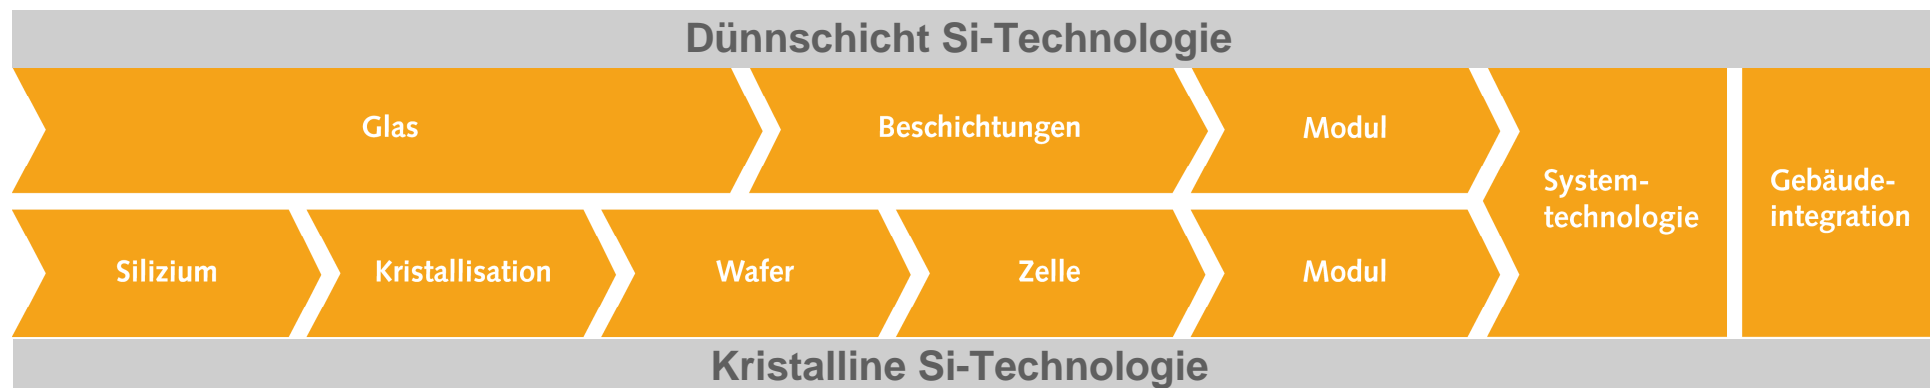 Dünnschicht Si-Technologie
Glas
Beschichtungen
Modul
System-
technologie
Gebäude-
integration
Silizium
Kristallisation
Wafer
Zelle
Modul
Kristalline Si-Technologie